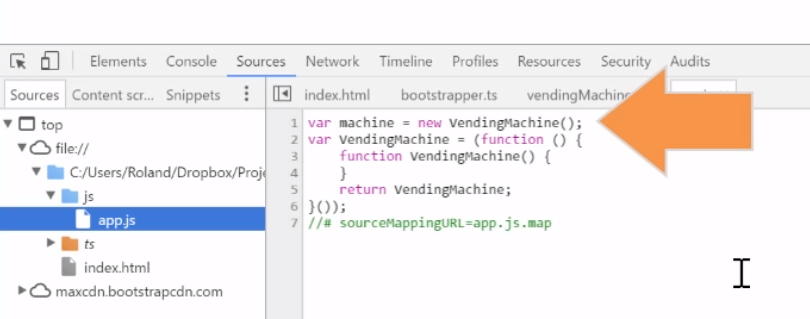 Elements Console Sources Network Timeline Profiles Resources Security Audits
Sources Content scr... Snippets
index.html bootstrapper.ts vendingMachine
top
file://
C:/Users/Roland/Dropbox/Proje
js
app.js
ts
index.html
maxcdn.bootstrapcdn.com
1 var machine = new VendingMachine();
2 var VendingMachine = (function () {
3 function VendingMachine() {
4 }
5 return VendingMachine;
6 }());
7 //# sourceMappingURL=app.js.map